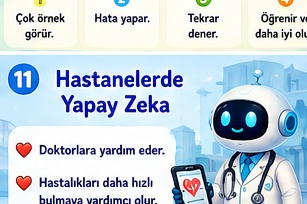 Çok örnek
görür.
Hata yapar.
Tekrar
dener.
Öğrenir ve
daha iyi olu
11 Hastanelerde
Yapay Zeka
Doktorlara yardım eder.
Hastalıkları daha hızlı
bulmaya yardımcı olur.